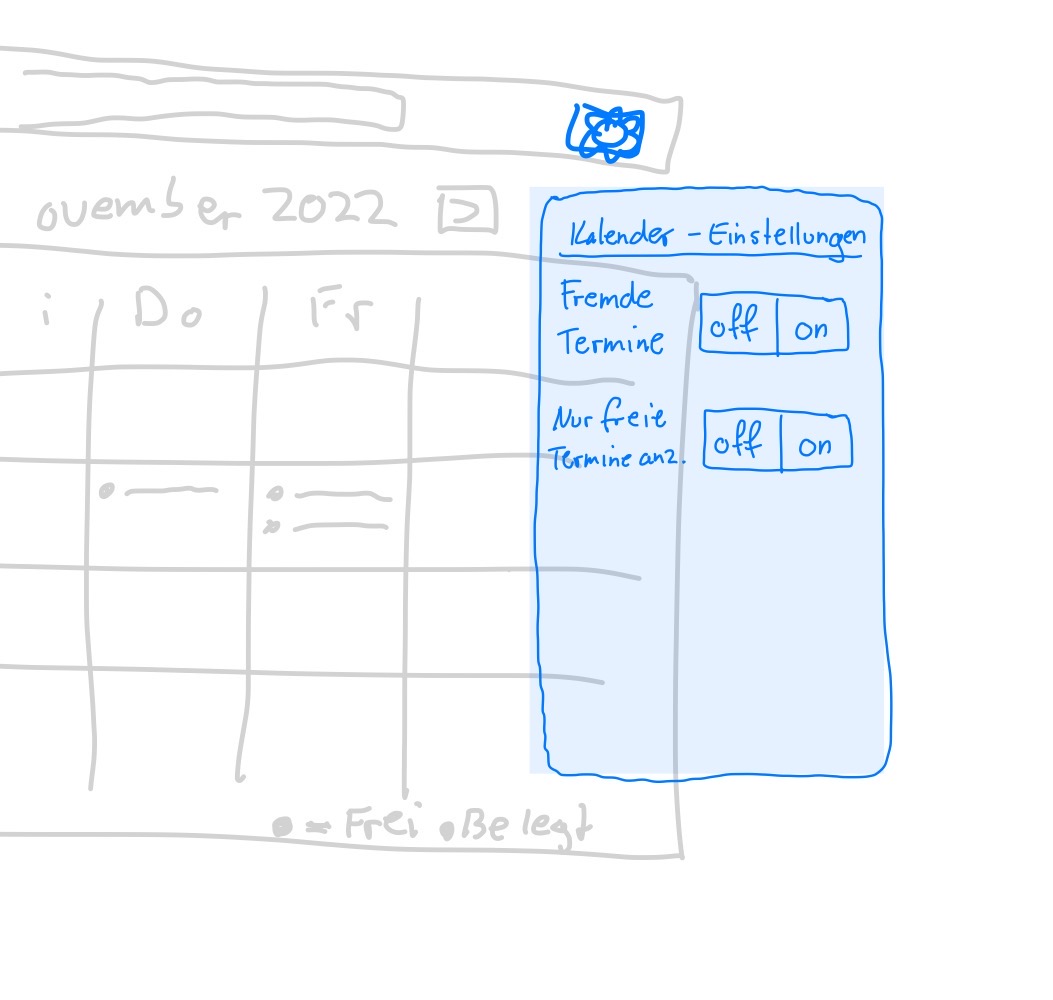 ovember 2022 >
i Do Fr
Kalender - Einstellungen
Fremde
Termine
off on
Nur freie
Termine anz.
off on
= Frei Belegt